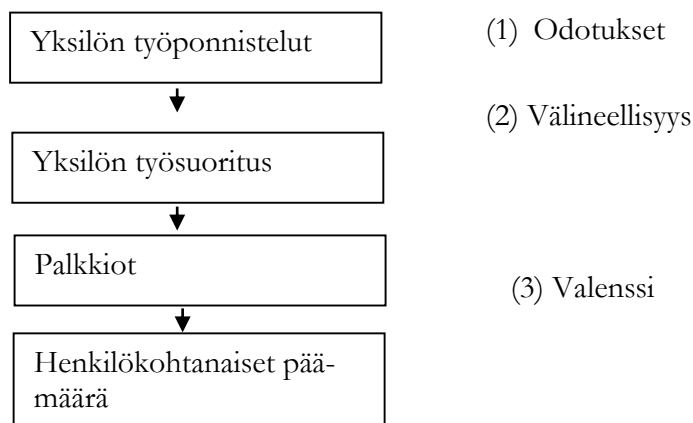 Yksilön työponnistelut
(1) Odotukset
(2) Välineellisyys
Yksilön työsuoritus
Palkkiot
(3) Valenssi
Henkilökohtanaiset pää-
määrä